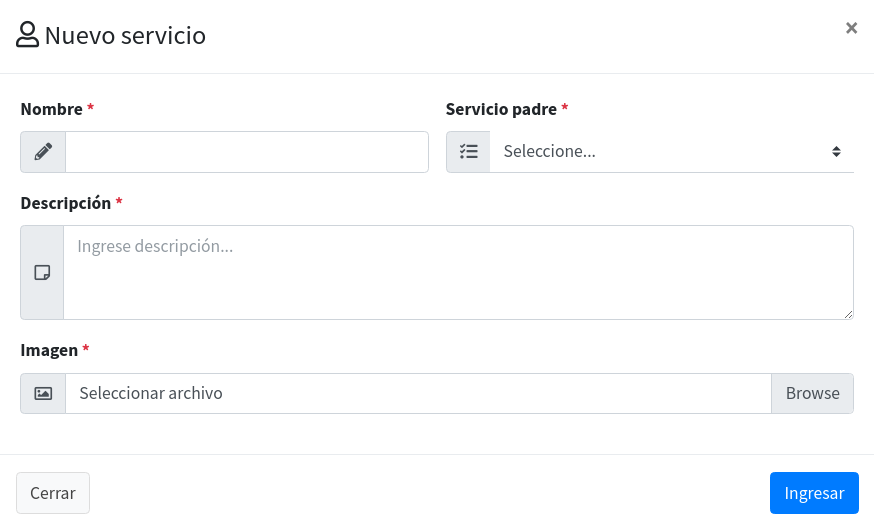 Nuevo servicio
×
Nombre *
Servicio padre *
Seleccione...
Descripción *
Ingrese descripción...
Imagen *
Seleccionar archivo
Browse
Cerrar
Ingresar